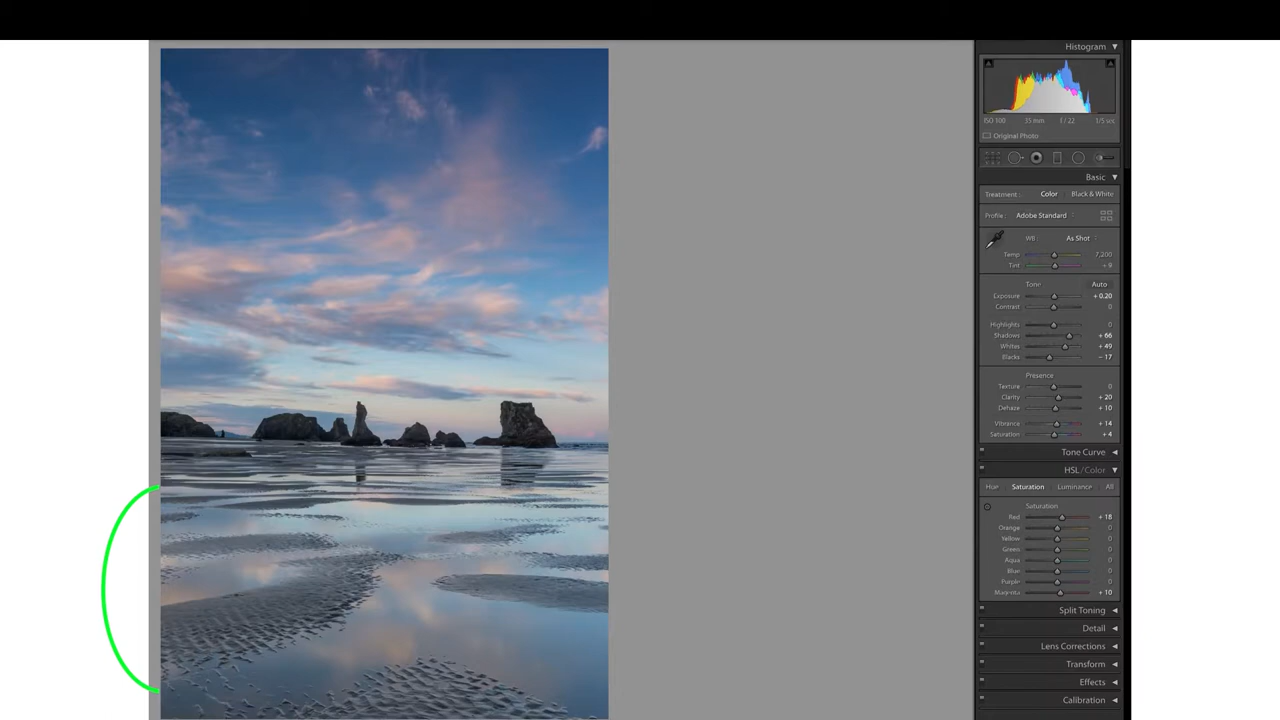 Histogram
ISO 100 35 mm f / 22 1/5 sec
Original Photo
Basic
Treatment : Color Black & White
Profile : Adobe Standard
WB : As Shot
Temp 7,200
Tint + 9
Tone Auto
Exposure + 0.20
Contrast 0
Highlights 0
Shadows + 66
Whites + 49
Blacks - 17
Presence
Texture 0
Clarity + 20
Dehaze + 10
Vibrance + 14
Saturation + 4
Tone Curve
HSL / Color
Hue Saturation Luminance All
Saturation
Red + 18
Orange 0
Yellow 0
Green 0
Aqua 0
Blue 0
Purple 0
Magenta + 10
Split Toning
Detail
Lens Corrections
Transform
Effects
Calibration